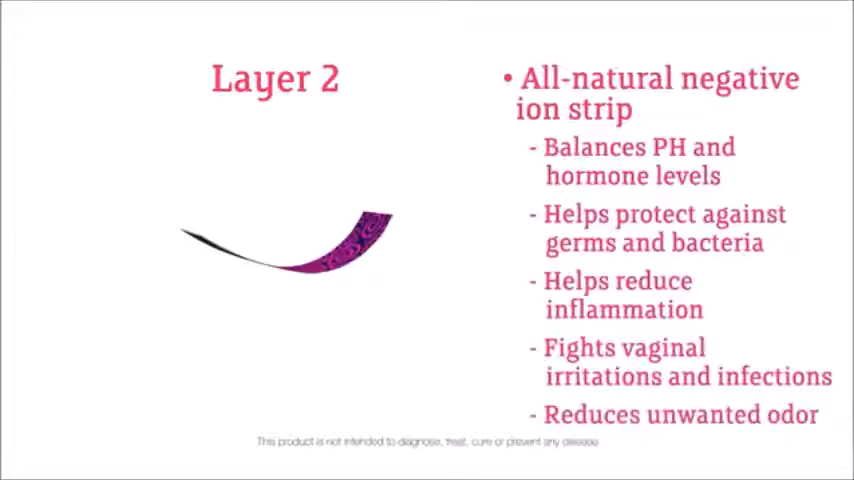 Layer 2
• All-natural negative
ion strip
- Balances PH and
hormone levels
- Helps protect against
germs and bacteria
- Helps reduce
inflammation
- Fights vaginal
irritations and infections
- Reduces unwanted odor
This product is not intended to diagnose, treat, cure or prevent any disease